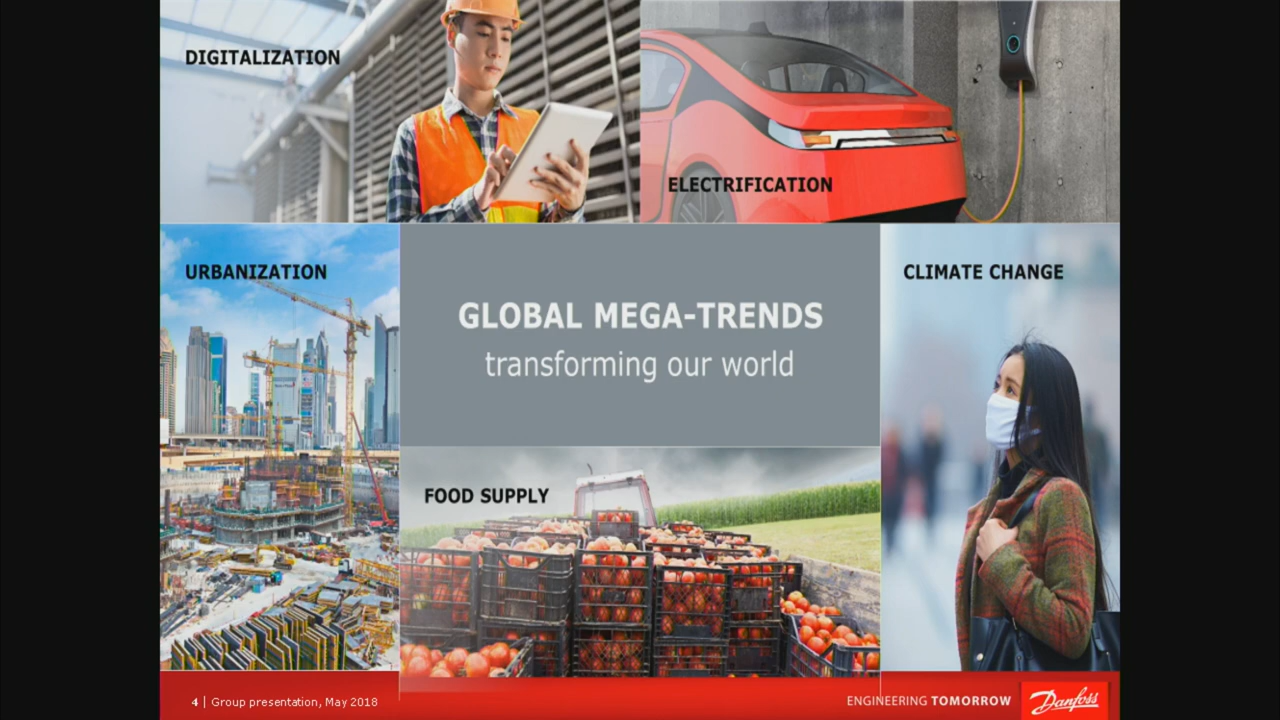 DIGITALIZATION
ELECTRIFICATION
URBANIZATION
CLIMATE CHANGE
GLOBAL MEGA-TRENDS
transforming our world
FOOD SUPPLY
4 | Group presentation, May 2018
ENGINEERING TOMORROW
Danfoss